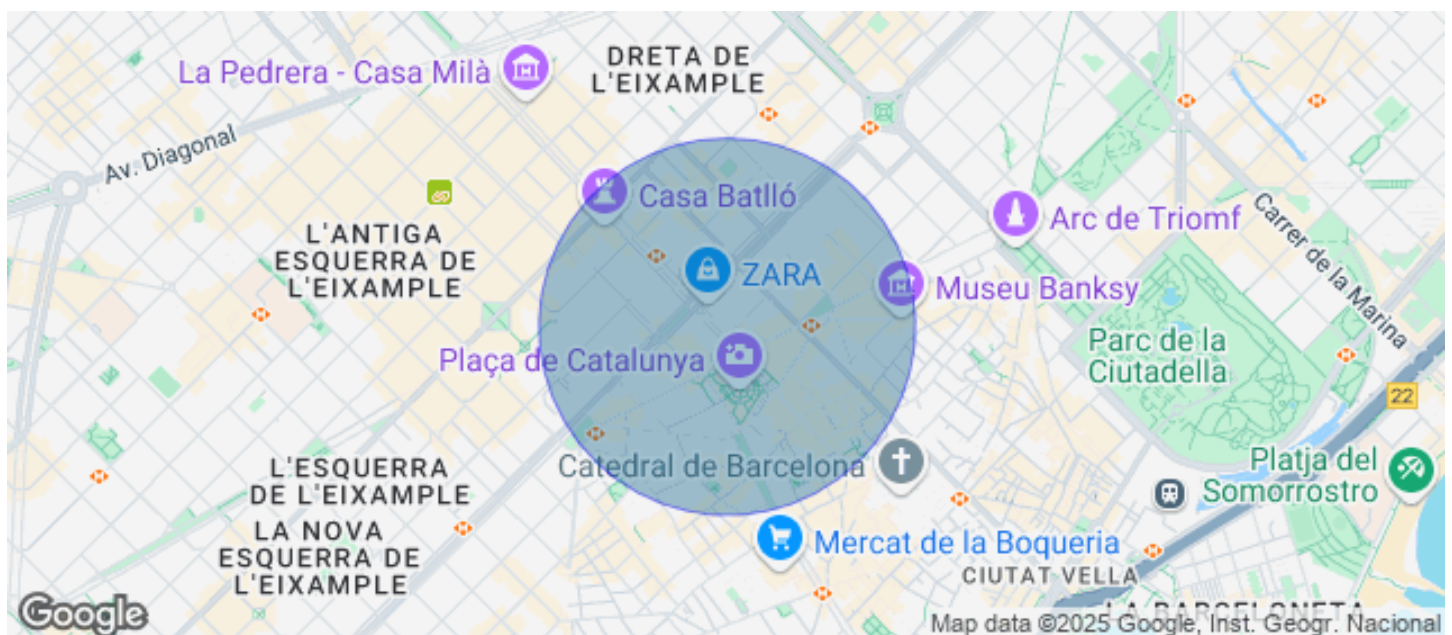 DRETA DE
L'EIXAMPLE
La Pedrera - Casa Milà
Av. Diagonal
Casa Batlló
L'ANTIGA
ESQUERRA DE
L'EIXAMPLE
ZARA
Arc de Triomf
Carrer de la Marina
Museu Banksy
Plaça de Catalunya
Parc de la
Ciutadella
22
Catedral de Barcelona
L'ESQUERRA
DE L'EIXAMPLE
Platja del
Somorrostro
LA NOVA
ESQUERRA DE
L'EIXAMPLE
Mercat de la Boqueria
CIUTAT VELLA
LA BARCELONETA
Google
Map data ©2025 Google, Inst. Geogr. Nacional